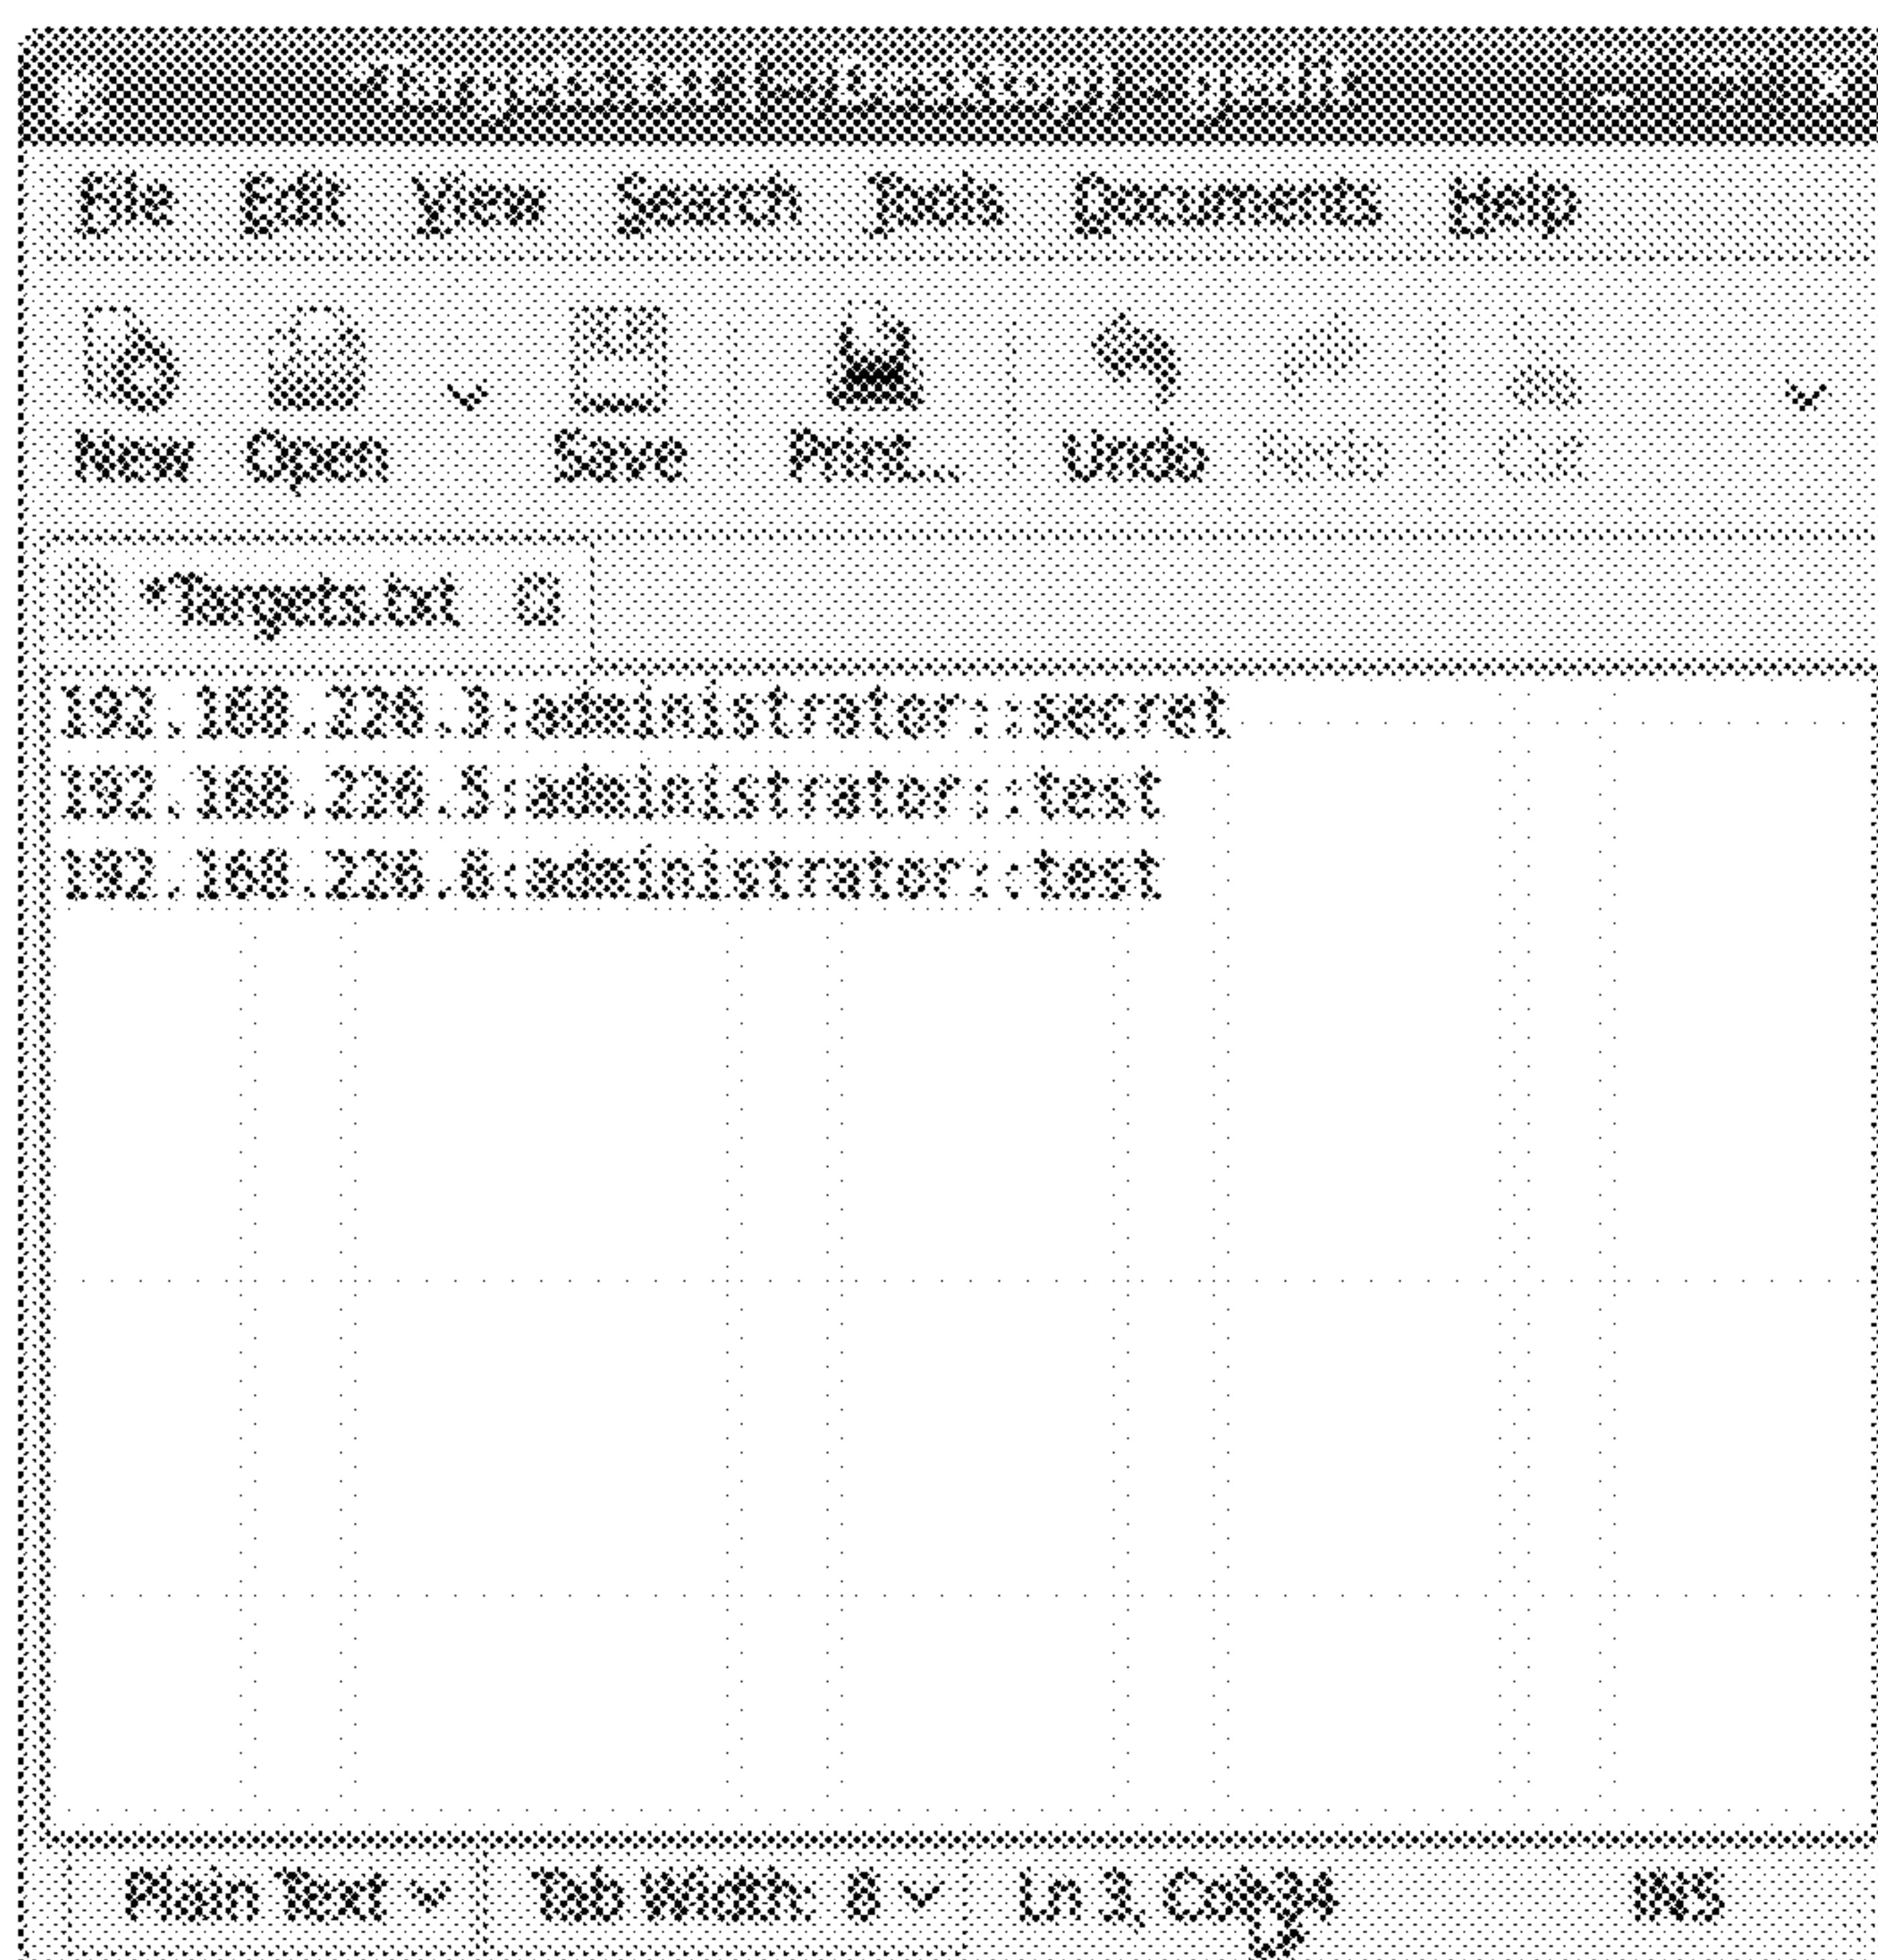 File Edit View Search Tools Documents Help
New Open Save Print... Undo Redo Cut
*Targets.txt
192.168.226.3:administrator::secret
192.168.226.5:administrator::test
192.168.226.8:administrator::test
Plain Text Tab Width: 8 Ln 3, Col 34 INS